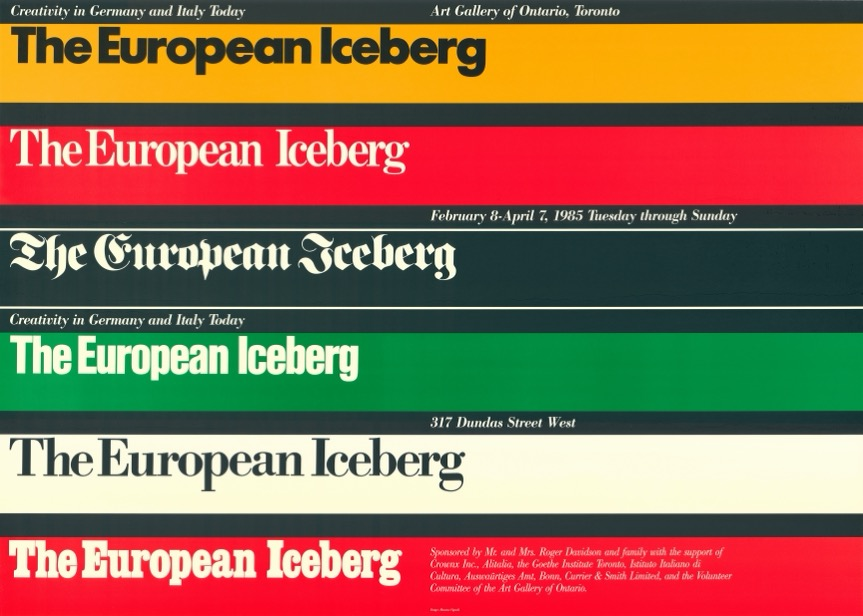 Creativity in Germany and Italy Today
Art Gallery of Ontario, Toronto
The European Iceberg
The European Iceberg
February 8-April 7, 1985 Tuesday through Sunday
The European Iceberg
Creativity in Germany and Italy Today
The European Iceberg
317 Dundas Street West
The European Iceberg
The European Iceberg
Sponsored by Mr. and Mrs. Roger Davidson and family with the support of
Crownx Inc., Alitalia, the Goethe Institute Toronto, Istituto Italiano di
Cultura, Auswaürtiges Amt, Bonn, Currier & Smith Limited, and the Volunteer
Committee of the Art Gallery of Ontario.